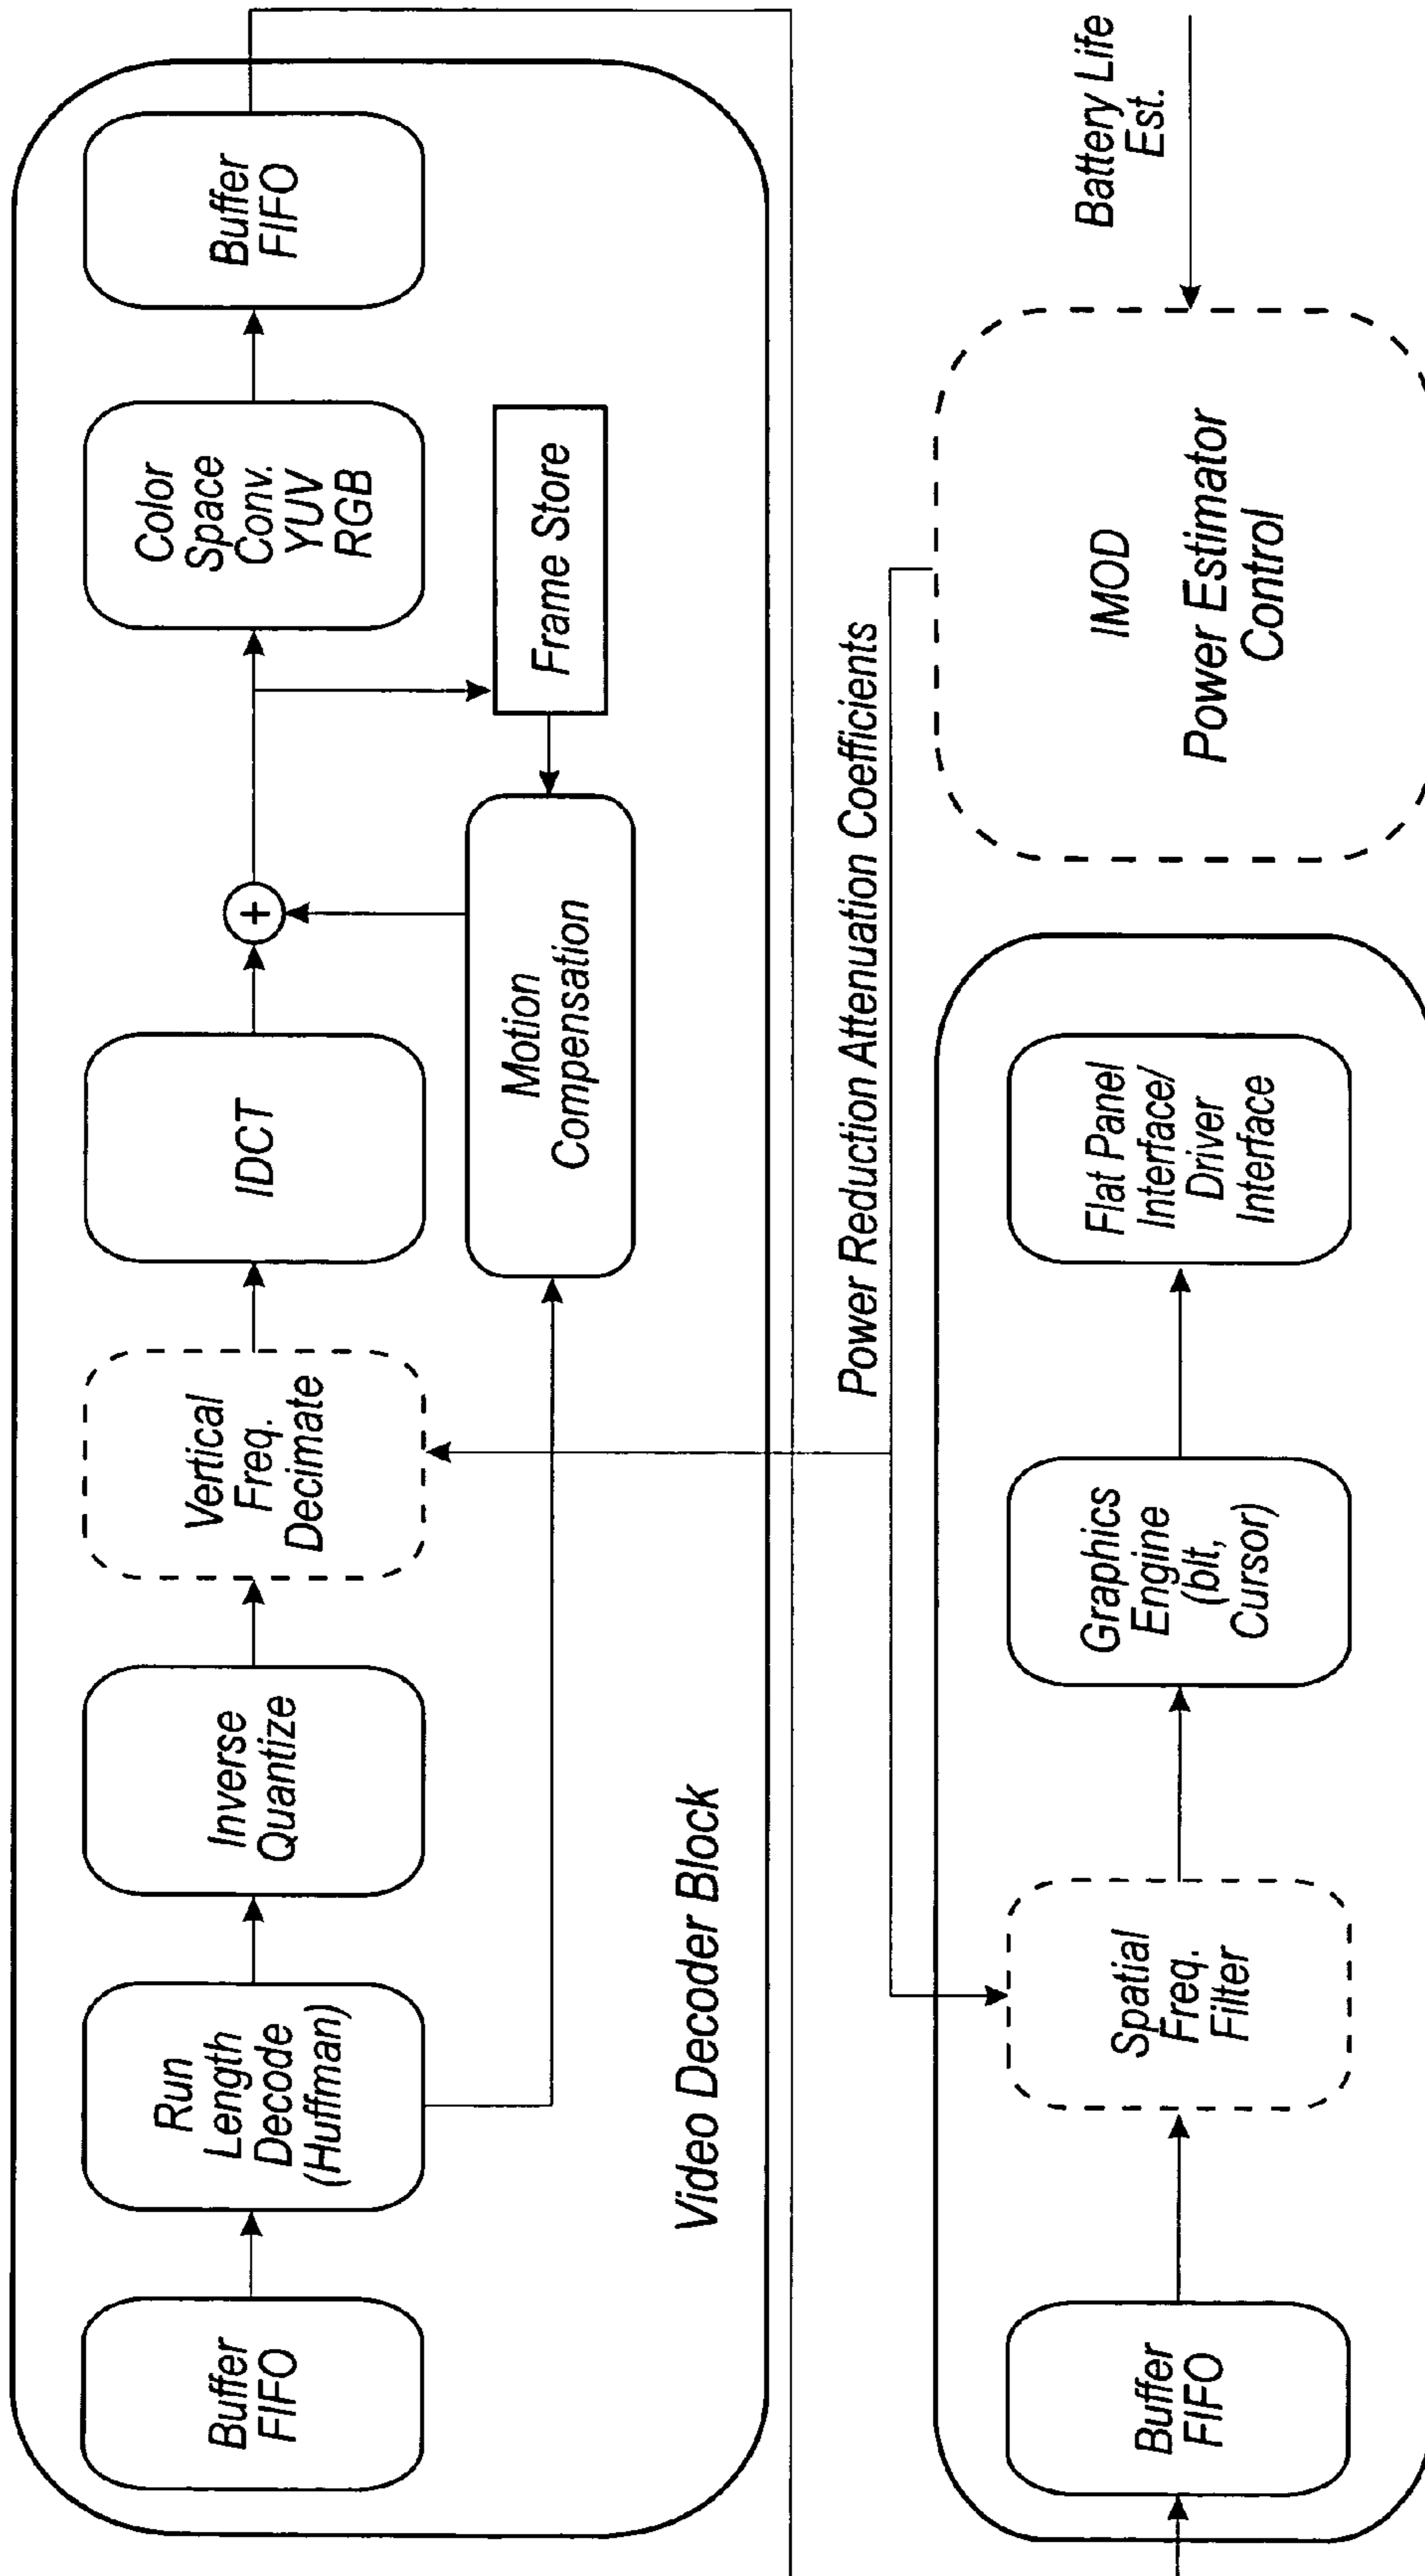 Buffer
FIFO
Run
Length
Decode
(Huffman)
Inverse
Quantize
Vertical
Freq.
Decimate
IDCT
+
Color
Space
Conv.
YUV
RGB
Buffer
FIFO
Motion
Compensation
Frame Store
Video Decoder Block
Power Reduction Attenuation Coefficients
Buffer
FIFO
Spatial
Freq.
Filter
Graphics
Engine
(blt,
Cursor)
Flat Panel
Interface/
Driver
Interface
IMOD
Power Estimator
Control
Battery Life
Est.